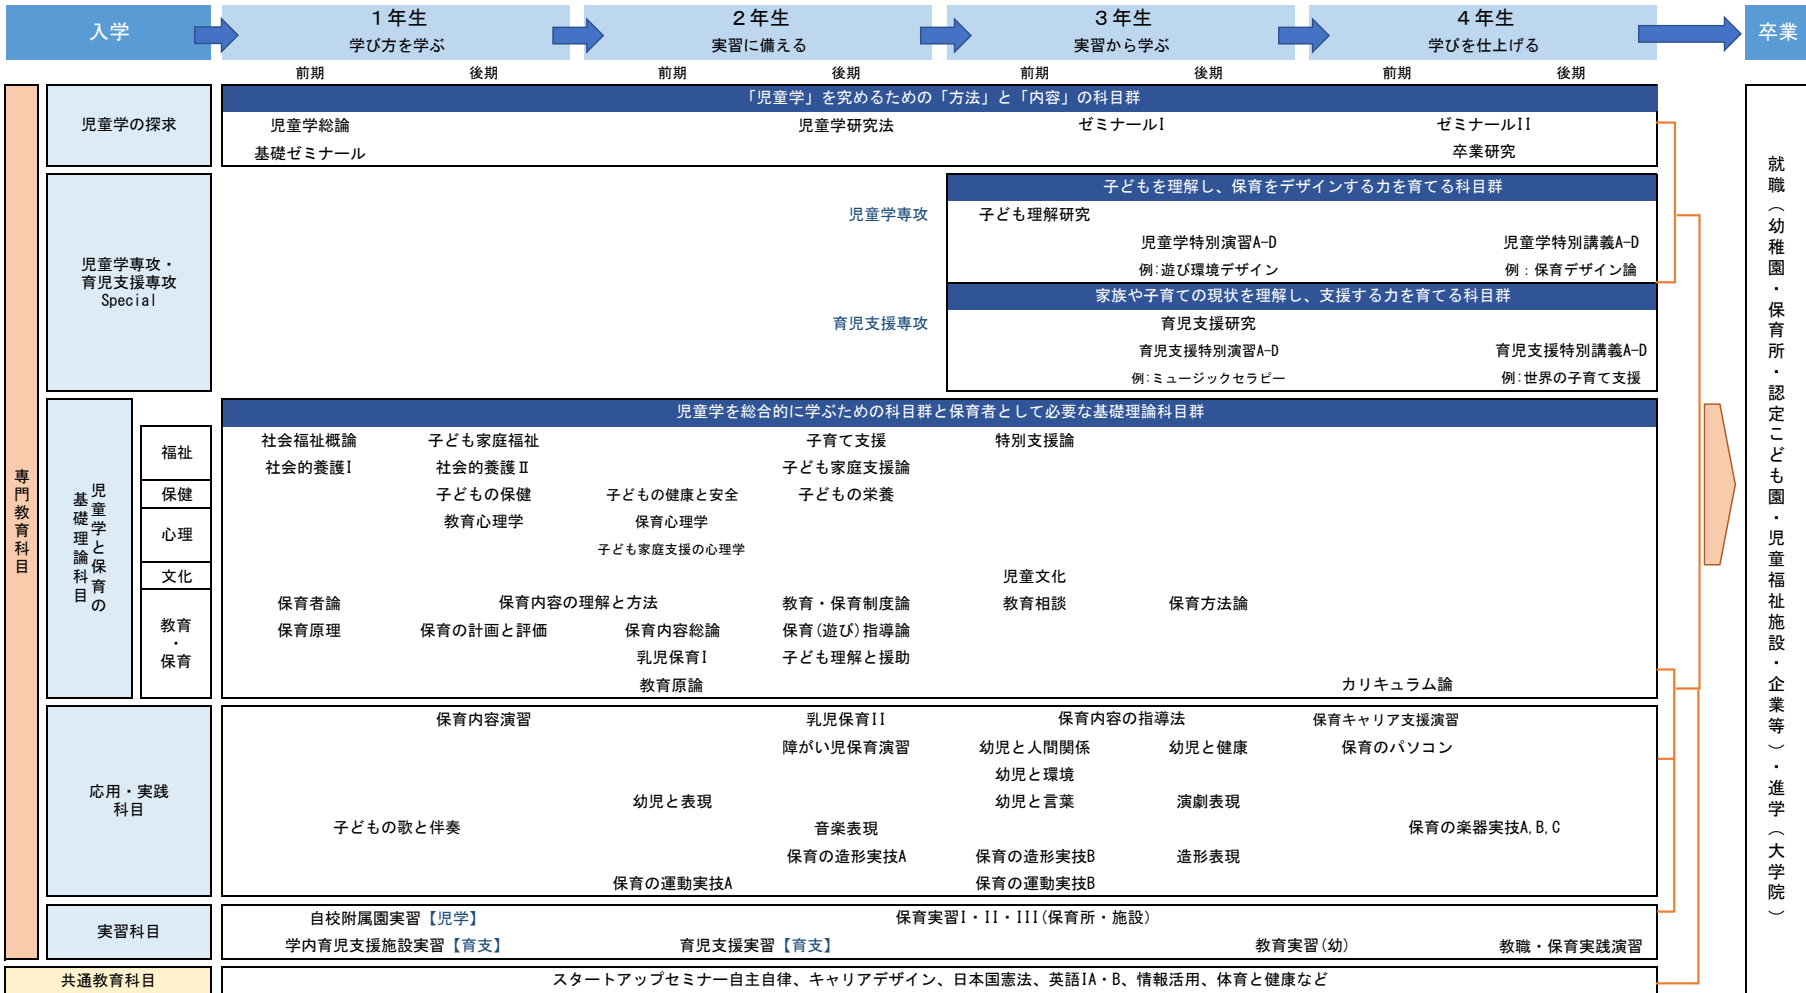 入学
1年生
学び方を学ぶ
2年生
実習に備える
3年生
実習から学ぶ
4年生
学びを仕上げる
卒業
前期 後期 前期 後期 前期 後期 前期 後期
専門教育科目
児童学の探求
「児童学」を究めるための「方法」と「内容」の科目群
児童学総論 児童学研究法 ゼミナールI ゼミナールII
基礎ゼミナール 卒業研究
児童学専攻・
育児支援専攻
Special
子どもを理解し、保育をデザインする力を育てる科目群
児童学専攻 子ども理解研究
児童学特別演習A-D 児童学特別講義A-D
例:遊び環境デザイン 例：保育デザイン論
家族や子育ての現状を理解し、支援する力を育てる科目群
育児支援専攻 育児支援研究
育児支援特別演習A-D 育児支援特別講義A-D
例:ミュージックセラピー 例:世界の子育て支援
児童学と保育の
基礎理論科目
児童学を総合的に学ぶための科目群と保育者として必要な基礎理論科目群
福祉
社会福祉概論 子ども家庭福祉 子育て支援 特別支援論
社会的養護I 社会的養護Ⅱ 子ども家庭支援論
保健
子どもの保健 子どもの健康と安全 子どもの栄養
心理
教育心理学 保育心理学
子ども家庭支援の心理学
文化
児童文化
教育
・
保育
保育者論 保育内容の理解と方法 教育・保育制度論 教育相談 保育方法論
保育原理 保育の計画と評価 保育内容総論 保育(遊び)指導論
乳児保育I 子ども理解と援助
教育原論 カリキュラム論
応用・実践
科目
保育内容演習 乳児保育II 保育内容の指導法 保育キャリア支援演習
障がい児保育演習 幼児と人間関係 幼児と健康 保育のパソコン
幼児と環境
幼児と表現 幼児と言葉 演劇表現
子どもの歌と伴奏 音楽表現 保育の楽器実技A,B,C
保育の造形実技A 保育の造形実技B 造形表現
保育の運動実技A 保育の運動実技B
実習科目
自校附属園実習【児学】 保育実習I・II・III(保育所・施設)
学内育児支援施設実習【育支】 育児支援実習【育支】 教育実習(幼) 教職・保育実践演習
共通教育科目
スタートアップセミナー自主自律、キャリアデザイン、日本国憲法、英語IA・B、情報活用、体育と健康など
就職（幼稚園・保育所・認定こども園・児童福祉施設・企業等）・進学（大学院）